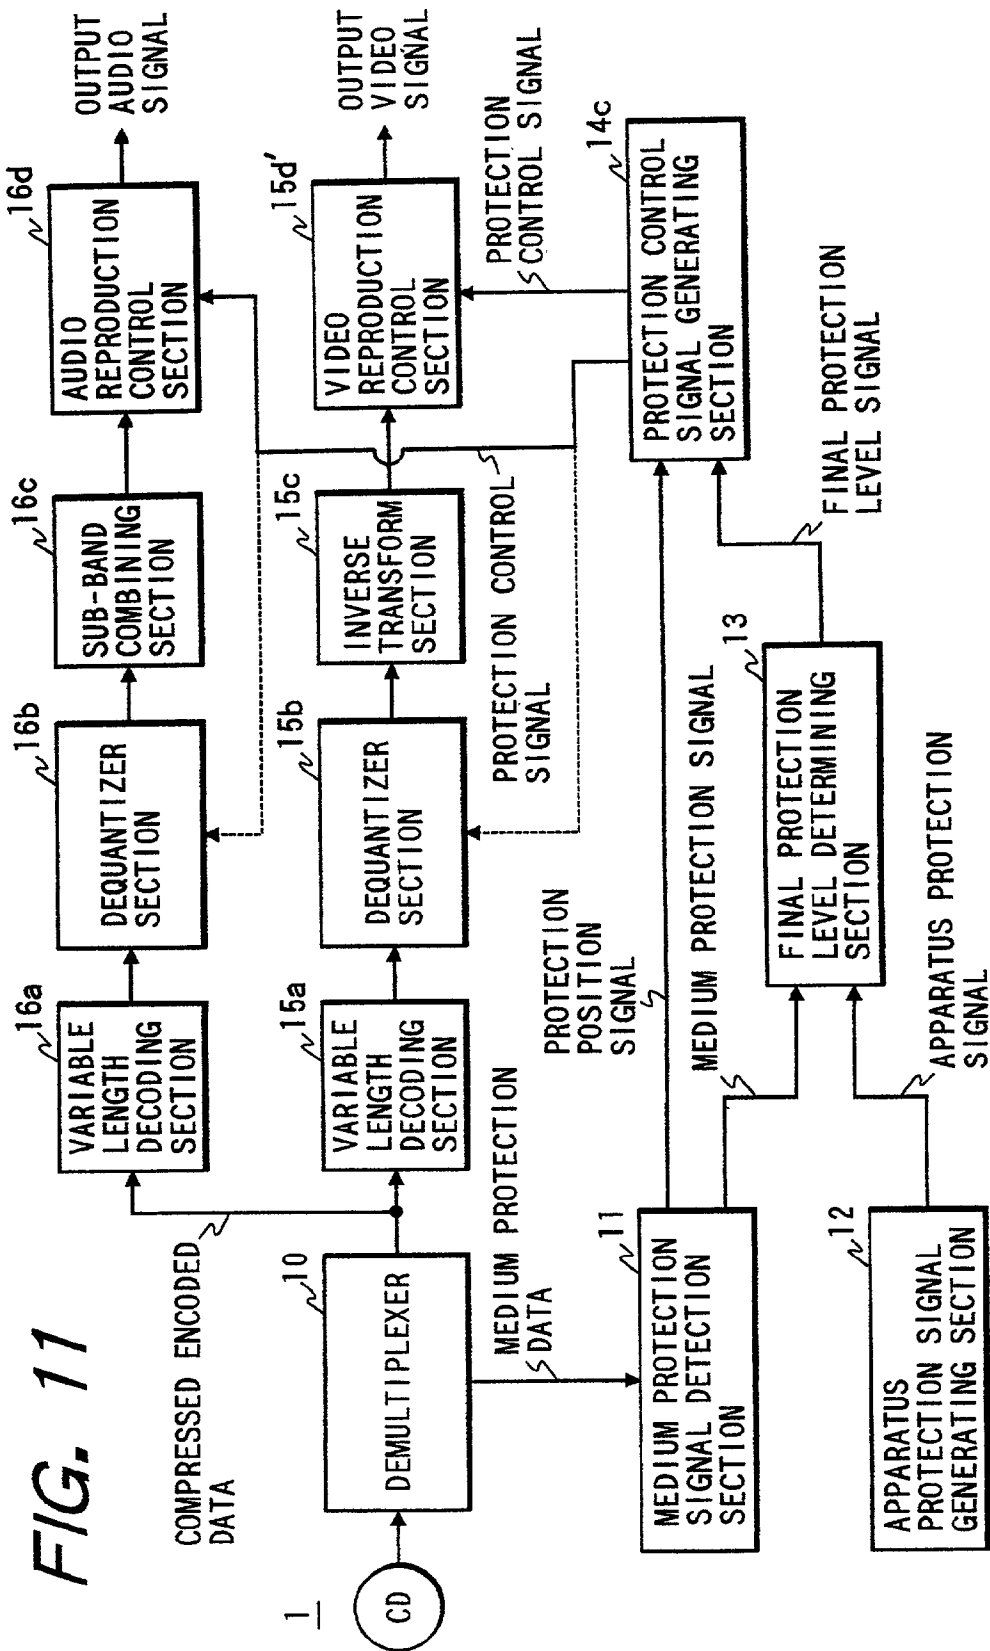 FIG. 11
1
CD
COMPRESSED ENCODED
DATA
10
DEMULTIPLEXER
MEDIUM PROTECTION
DATA
16a
VARIABLE
LENGTH
DECODING
SECTION
16b
DEQUANTIZER
SECTION
16c
SUB-BAND
COMBINING
SECTION
16d
AUDIO
REPRODUCTION
CONTROL
SECTION
OUTPUT
AUDIO
SIGNAL
15a
VARIABLE
LENGTH
DECODING
SECTION
15b
DEQUANTIZER
SECTION
15c
INVERSE
TRANSFORM
SECTION
15d'
VIDEO
REPRODUCTION
CONTROL
SECTION
OUTPUT
VIDEO
SIGNAL
PROTECTION CONTROL
SIGNAL
PROTECTION
CONTROL SIGNAL
PROTECTION
POSITION
SIGNAL
11
MEDIUM PROTECTION
SIGNAL DETECTION
SECTION
MEDIUM PROTECTION SIGNAL
14c
PROTECTION CONTROL
SIGNAL GENERATING
SECTION
12
APPARATUS
PROTECTION SIGNAL
GENERATING SECTION
APPARATUS PROTECTION
SIGNAL
13
FINAL PROTECTION
LEVEL DETERMINING
SECTION
FINAL PROTECTION
LEVEL SIGNAL